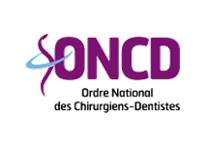 ONCD
Ordre National
des Chirurgiens-Dentistes